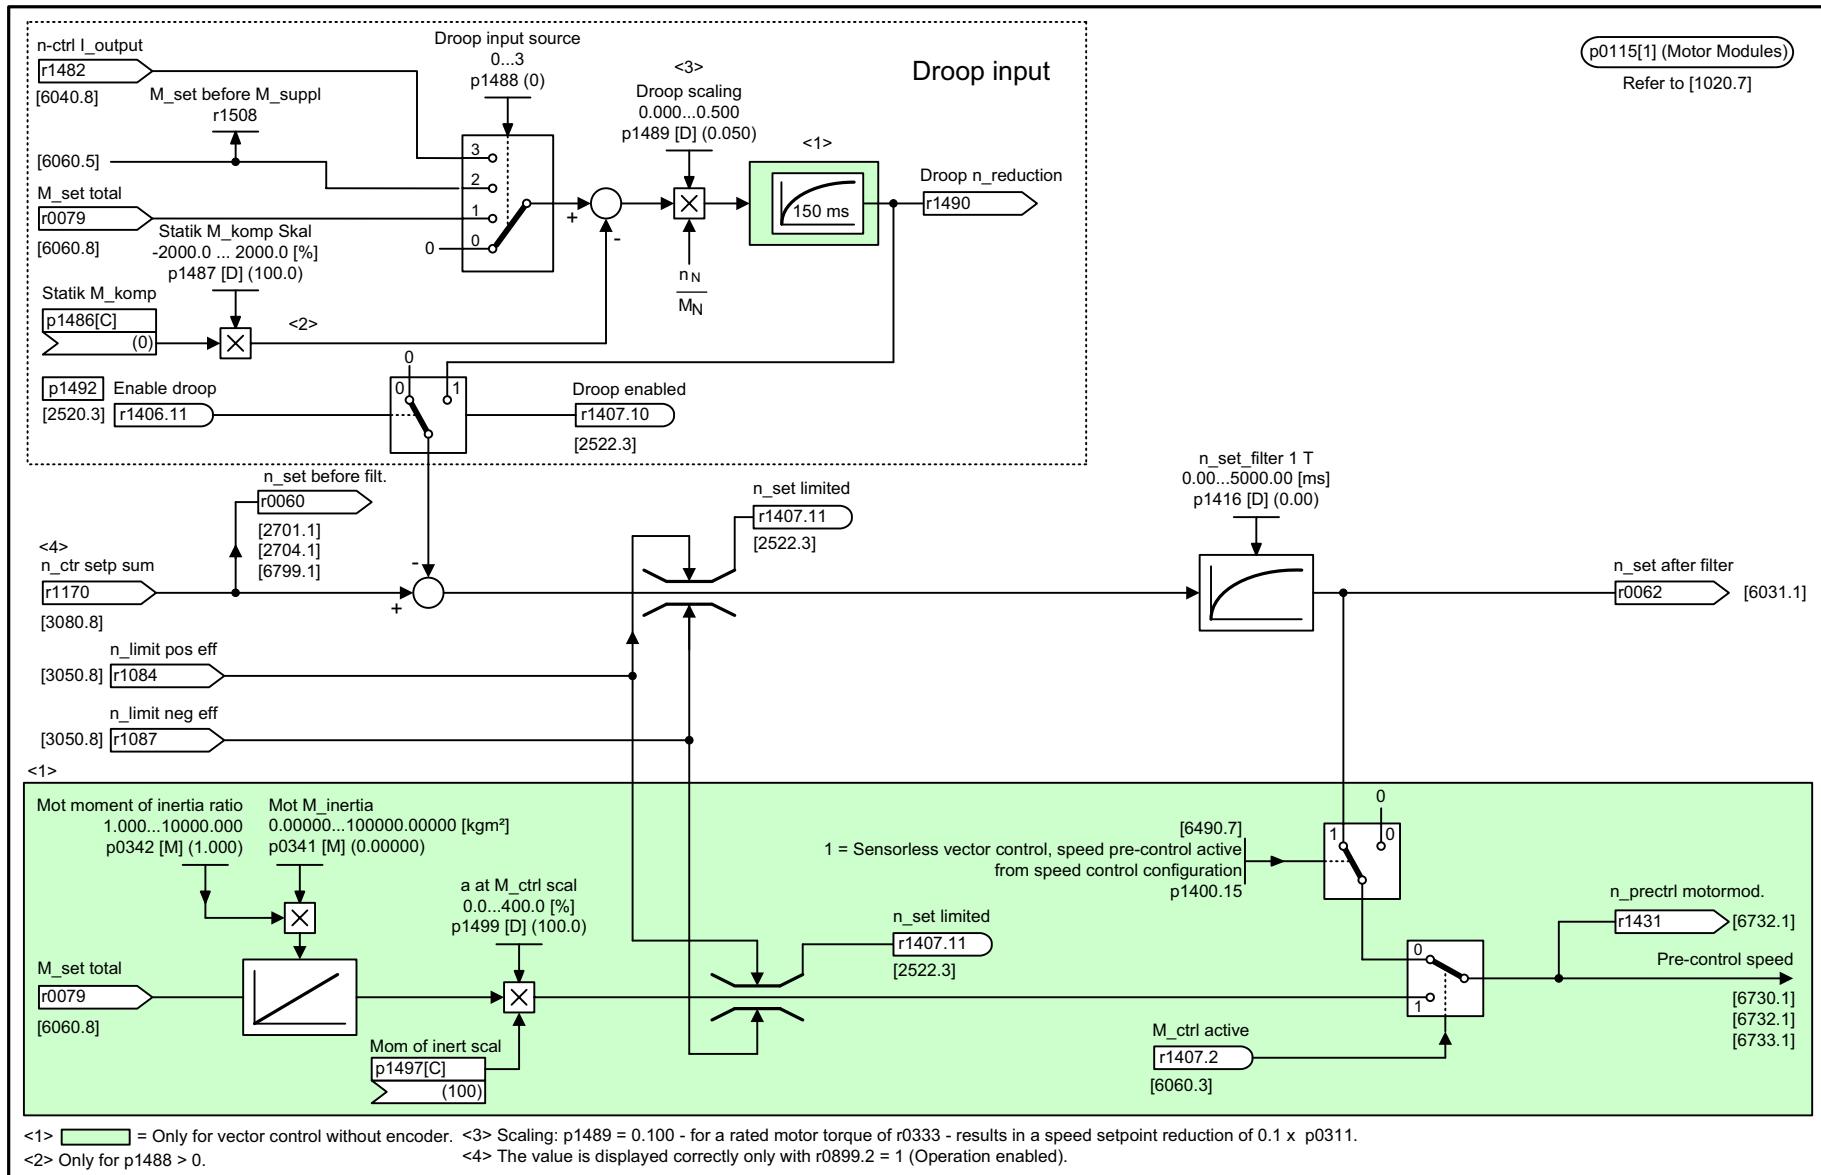 n-ctrl I_output
r1482
[6040.8]
M_set before M_suppl
r1508
[6060.5]
M_set total
r0079
[6060.8]
Statik M_komp Skal
-2000.0 ... 2000.0 [%]
p1487 [D] (100.0)
Statik M_komp
p1486[C]
(0)
<2>
Droop input source
0...3
p1488 (0)
3
2
1
0
0
+
-
<3>
Droop scaling
0.000...0.500
p1489 [D] (0.050)
n N
M N
<1>
150 ms
Droop input
Droop n_reduction
r1490
p0115[1] (Motor Modules)
Refer to [1020.7]
p1492
Enable droop
[2520.3]
r1406.11
0
0
1
Droop enabled
r1407.10
[2522.3]
n_set before filt.
r0060
[2701.1]
[2704.1]
[6799.1]
<4>
n_ctr setp sum
r1170
[3080.8]
-
+
n_set limited
r1407.11
[2522.3]
n_set_filter 1 T
0.00...5000.00 [ms]
p1416 [D] (0.00)
n_set after filter
r0062
[6031.1]
n_limit pos eff
[3050.8]
r1084
n_limit neg eff
[3050.8]
r1087
<1>
Mot moment of inertia ratio
1.000...10000.000
p0342 [M] (1.000)
Mot M_inertia
0.00000...100000.00000 [kgm²]
p0341 [M] (0.00000)
a at M_ctrl scal
0.0...400.0 [%]
p1499 [D] (100.0)
M_set total
r0079
[6060.8]
Mom of inert scal
p1497[C]
(100)
n_set limited
r1407.11
[2522.3]
[6490.7]
1 = Sensorless vector control, speed pre-control active
from speed control configuration
p1400.15
0
1
0
n_prectrl motormod.
r1431
[6732.1]
0
1
Pre-control speed
[6730.1]
[6732.1]
[6733.1]
M_ctrl active
r1407.2
[6060.3]
<1> = Only for vector control without encoder.
<2> Only for p1488 > 0.
<3> Scaling: p1489 = 0.100 - for a rated motor torque of r0333 - results in a speed setpoint reduction of 0.1 x p0311.
<4> The value is displayed correctly only with r0899.2 = 1 (Operation enabled).